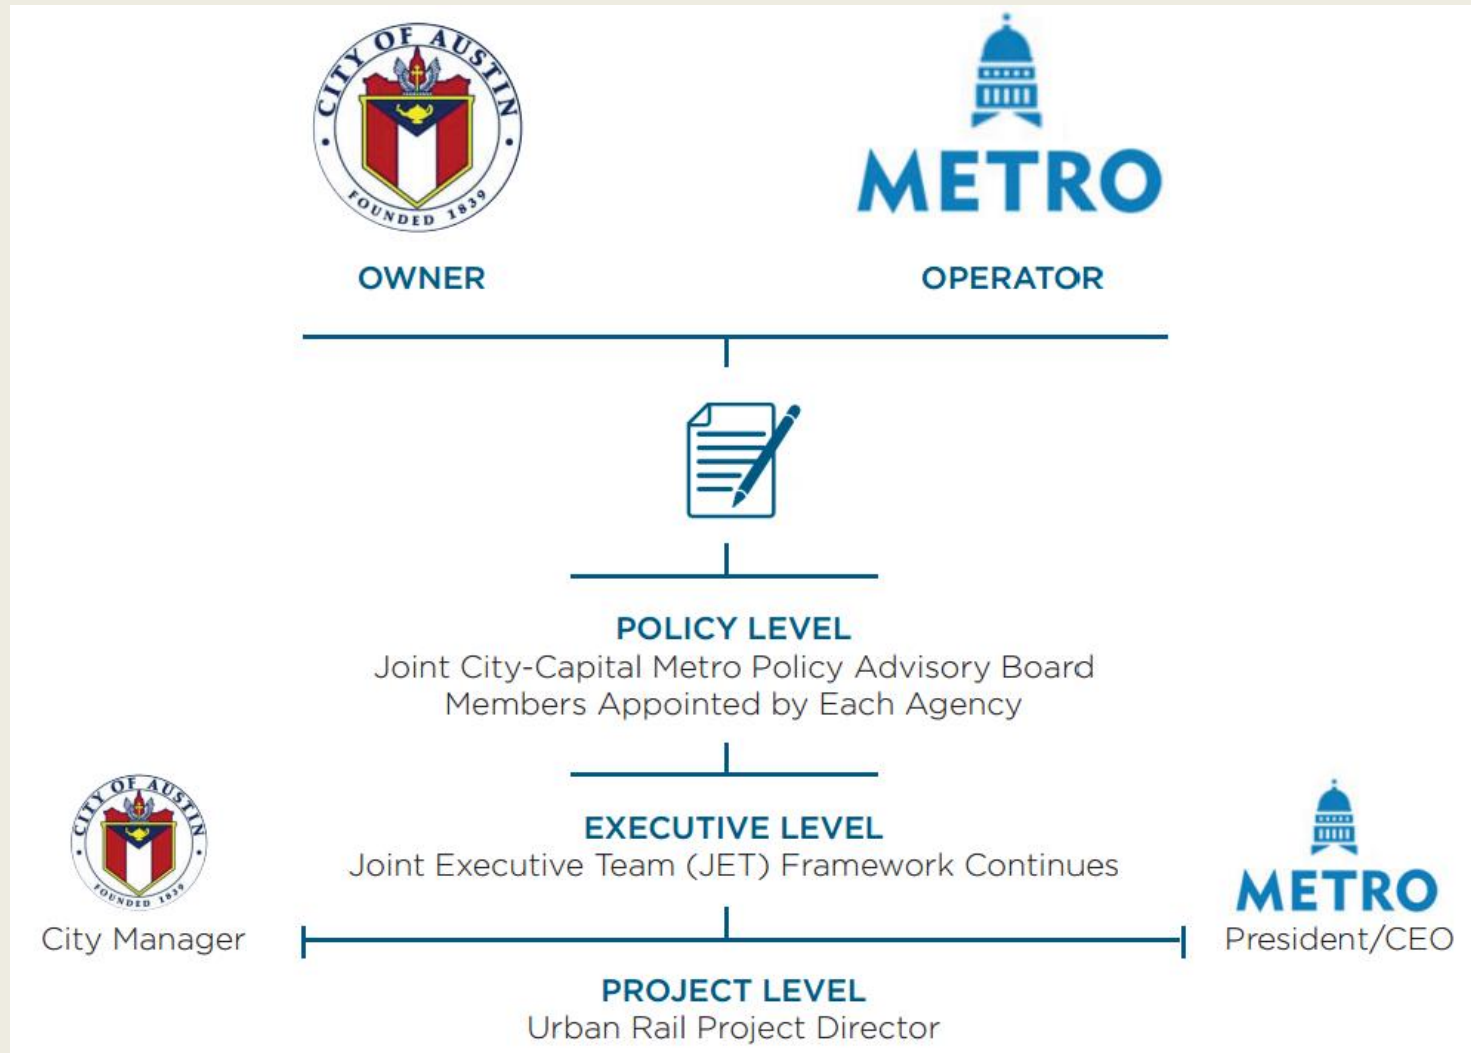 CITY OF AUSTIN
FOUNDED 1839
METRO
OWNER
OPERATOR
POLICY LEVEL
Joint City-Capital Metro Policy Advisory Board
Members Appointed by Each Agency
CITY OF AUSTIN
FOUNDED 1839
City Manager
EXECUTIVE LEVEL
Joint Executive Team (JET) Framework Continues
METRO
President/CEO
PROJECT LEVEL
Urban Rail Project Director